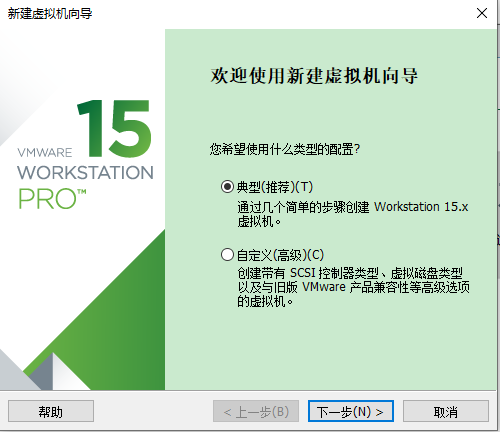 新建虚拟机向导
欢迎使用新建虚拟机向导
15
VMWARE
WORKSTATION
PRO™
您希望使用什么类型的配置?
典型(推荐)(T)
通过几个简单的步骤创建 Workstation 15.x
虚拟机。
自定义(高级)(C)
创建带有 SCSI 控制器类型、虚拟磁盘类型
以及与旧版 VMware 产品兼容性等高级选项
的虚拟机。
帮助
< 上一步(B)
下一步(N) >
取消